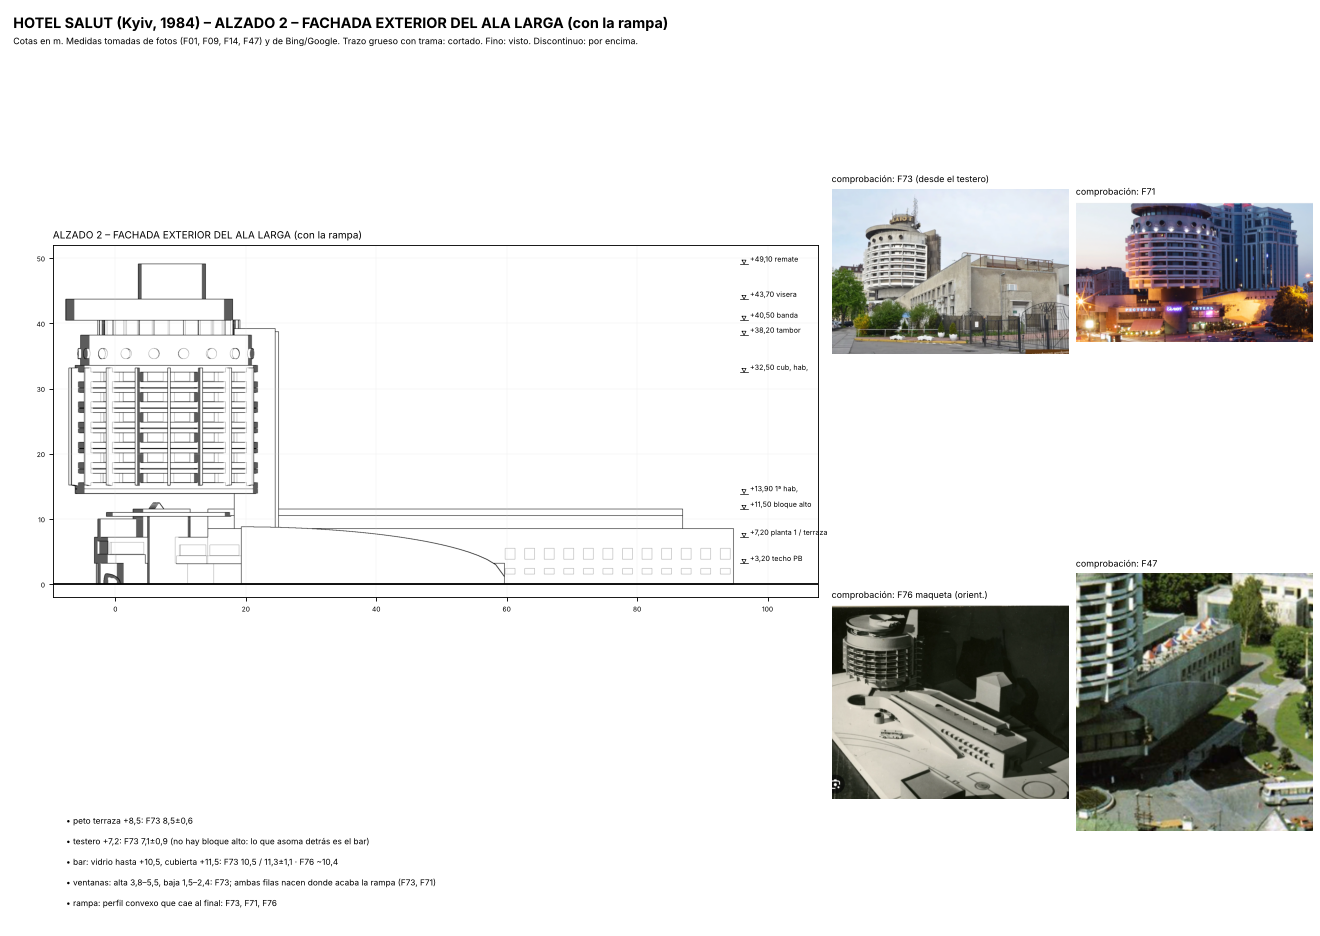 HOTEL SALUT (Kyiv, 1984) – ALZADO 2 – FACHADA EXTERIOR DEL ALA LARGA (con la rampa)
Cotas en m. Medidas tomadas de fotos (F01, F09, F14, F47) y de Bing/Google. Trazo grueso con trama: cortado. Fino: visto. Discontinuo: por encima.
comprobación: F73 (desde el testero)
comprobación: F71
ALZADO 2 – FACHADA EXTERIOR DEL ALA LARGA (con la rampa)
50
40
30
20
10
0
+49,10 remate
+43,70 visera
+40,50 banda
+38,20 tambor
+32,50 cub, hab,
+13,90 1ª hab,
+11,50 bloque alto
+7,20 planta 1 / terraza
+3,20 techo PB
0
20
40
60
80
100
comprobación: F76 maqueta (orient.)
comprobación: F47
• peto terraza +8,5: F73 8,5±0,6
• testero +7,2: F73 7,1±0,9 (no hay bloque alto: lo que asoma detrás es el bar)
• bar: vidrio hasta +10,5, cubierta +11,5: F73 10,5 / 11,3±1,1 · F76 ~10,4
• ventanas: alta 3,8–5,5, baja 1,5–2,4: F73; ambas filas nacen donde acaba la rampa (F73, F71)
• rampa: perfil convexo que cae al final: F73, F71, F76